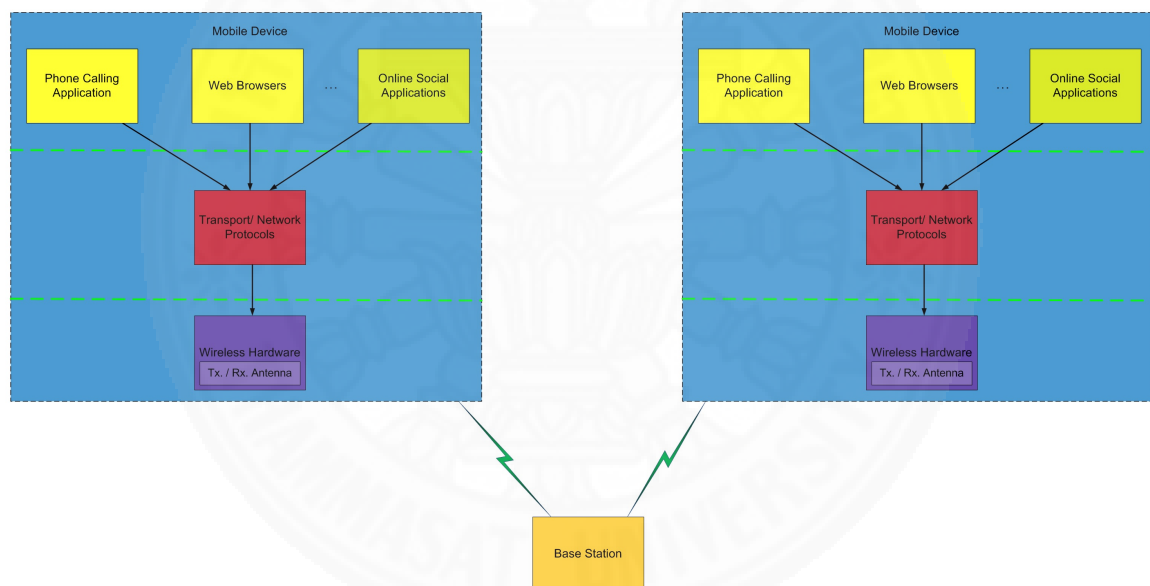 Mobile Device
Phone Calling
Application
Web Browsers
...
Online Social
Applications
Transport/ Network
Protocols
Wireless Hardware
Tx. / Rx. Antenna
Mobile Device
Phone Calling
Application
Web Browsers
...
Online Social
Applications
Transport/ Network
Protocols
Wireless Hardware
Tx. / Rx. Antenna
Base Station
THAMMASAT UNIVERSITY